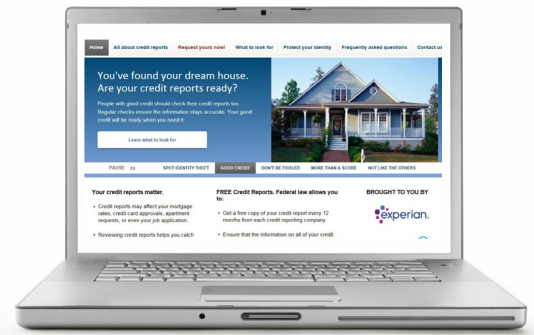 Home All about credit reports Request yours now! What to look for Protect your identity Frequently asked questions Contact us
You've found your dream house.
Are your credit reports ready?
People with good credit should check their credit reports too.
Regular checks ensure the information stays accurate. Your good
credit will be ready when you need it
Learn what to look for
PAUSE SPOT IDENTITY THEFT GOOD CREDIT DON'T BE FOOLED MORE THAN A SCORE NOT LIKE THE OTHERS
Your credit reports matter.
• Credit reports may affect your mortgage
rates, credit card approvals, apartment
requests, or even your job application.
• Reviewing credit reports helps you catch
FREE Credit Reports. Federal law allows you
to:
• Get a free copy of your credit report every 12
months from each credit reporting company.
• Ensure that the information on all of your credit
BROUGHT TO YOU BY
experian.